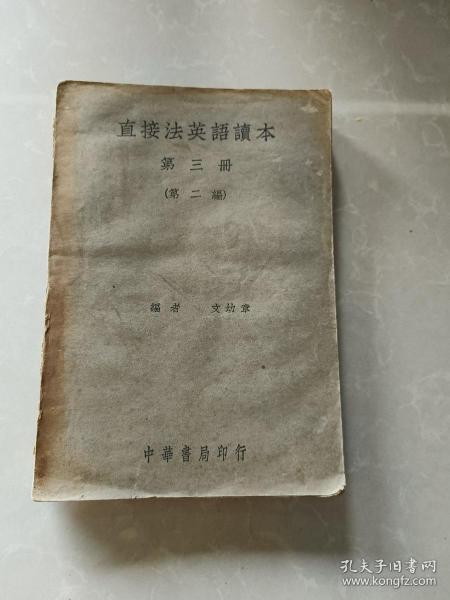 直接法英語讀本
第三冊
(第二編)
編者 文幼章
中華書局印行
孔夫子旧书网
www.kongfz.com